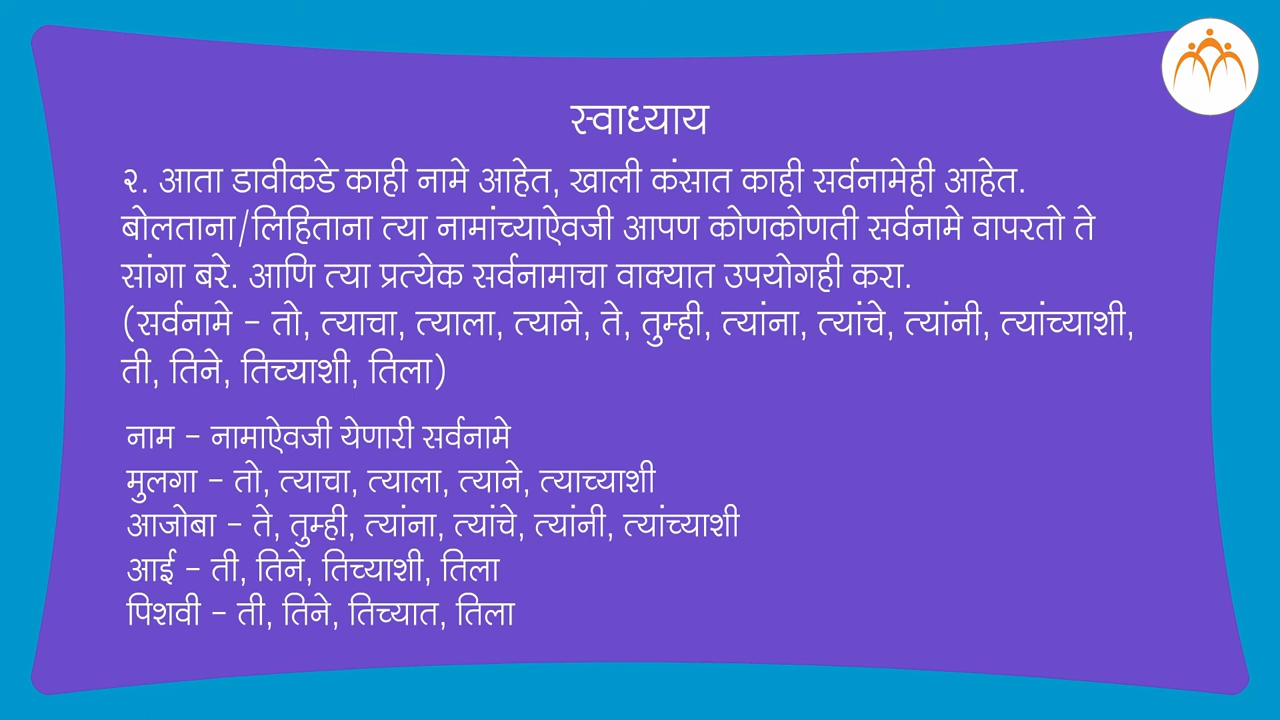 स्वाध्याय
२. आता डावीकडे काही नामे आहेत, खाली कंसात काही सर्वनामेही आहेत.
बोलताना/लिहिताना त्या नामांच्याऐवजी आपण कोणकोणती सर्वनामे वापरतो ते
सांगा बरे. आणि त्या प्रत्येक सर्वनामाचा वाक्यात उपयोगही करा.
(सर्वनामे – तो, त्याचा, त्याला, त्याने, ते, तुम्ही, त्यांना, त्यांचे, त्यांनी, त्यांच्याशी,
ती, तिने, तिच्याशी, तिला)
नाम – नामाऐवजी येणारी सर्वनामे
मुलगा – तो, त्याचा, त्याला, त्याने, त्याच्याशी
आजोबा – ते, तुम्ही, त्यांना, त्यांचे, त्यांनी, त्यांच्याशी
आई – ती, तिने, तिच्याशी, तिला
पिशवी – ती, तिने, तिच्यात, तिला